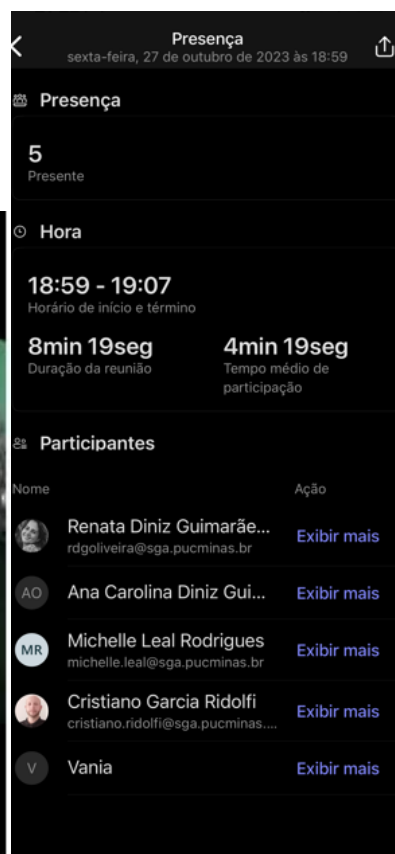 Presença
sexta-feira, 27 de outubro de 2023 às 18:59
Presença
5
Presente
Hora
18:59 - 19:07
Horário de início e término
8min 19seg 4min 19seg
Duração da reunião Tempo médio de
participação
Participantes
Nome Ação
Renata Diniz Guimarãe... Exibir mais
rdgoliveira@sga.pucminas.br
AO Ana Carolina Diniz Gui... Exibir mais
MR Michelle Leal Rodrigues Exibir mais
michelle.leal@sga.pucminas.br
Cristiano Garcia Ridolfi Exibir mais
cristiano.ridolfi@sga.pucminas....
V Vania Exibir mais